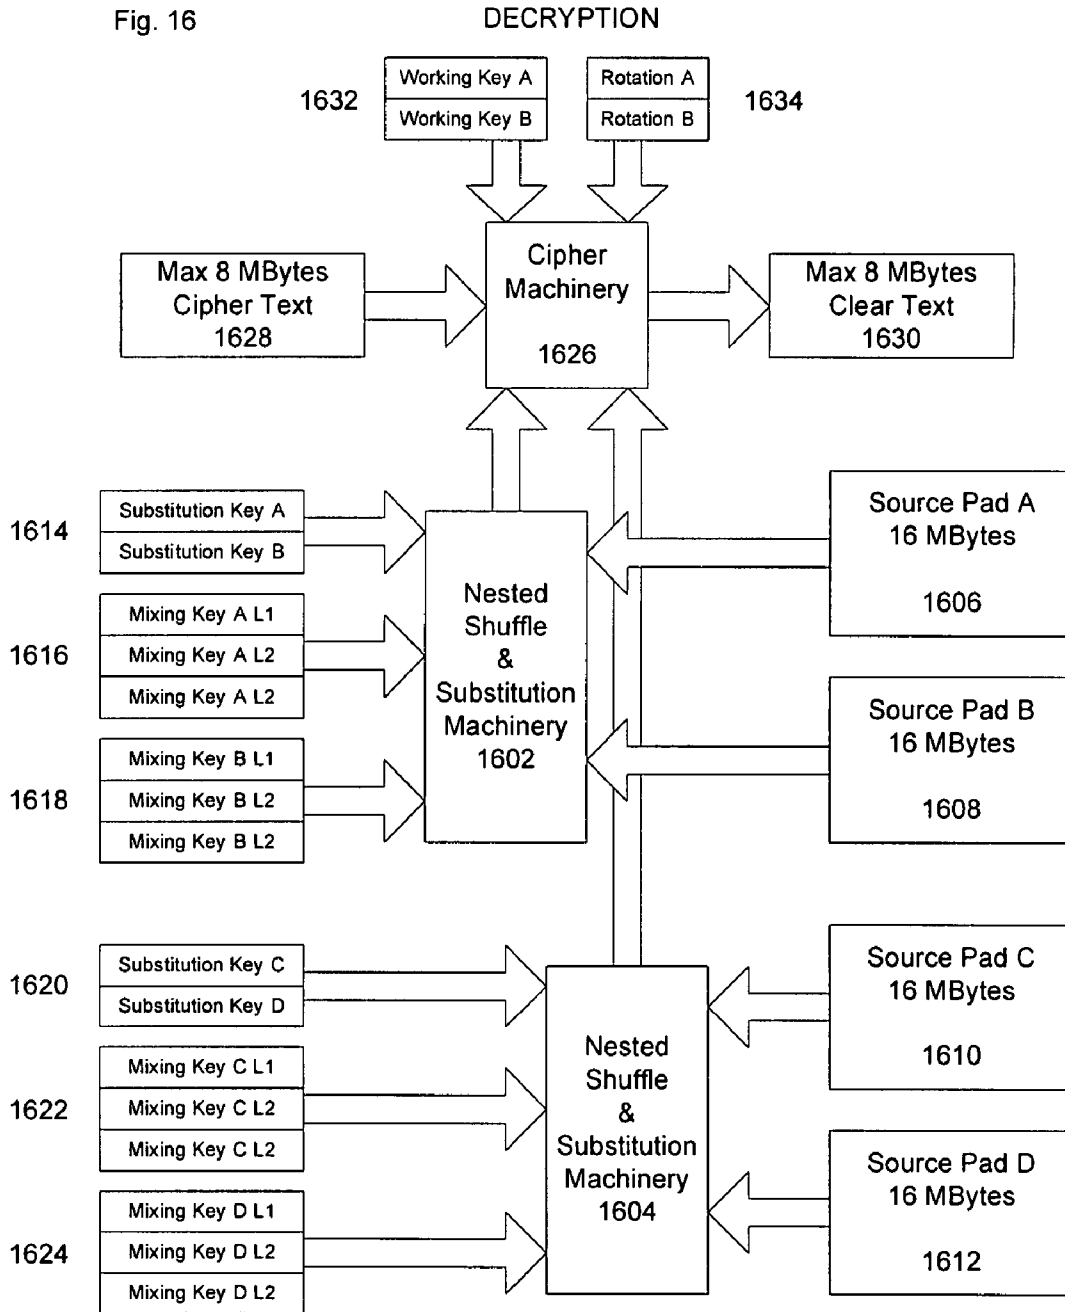 Fig. 16
DECRYPTION
1632
Working Key A
Working Key B
Rotation A
Rotation B
1634
Max 8 MBytes
Cipher Text
1628
Cipher
Machinery
1626
Max 8 MBytes
Clear Text
1630
1614
Substitution Key A
Substitution Key B
1616
Mixing Key A L1
Mixing Key A L2
Mixing Key A L2
1618
Mixing Key B L1
Mixing Key B L2
Mixing Key B L2
Nested
Shuffle
&
Substitution
Machinery
1602
Source Pad A
16 MBytes
1606
Source Pad B
16 MBytes
1608
1620
Substitution Key C
Substitution Key D
1622
Mixing Key C L1
Mixing Key C L2
Mixing Key C L2
1624
Mixing Key D L1
Mixing Key D L2
Mixing Key D L2
Nested
Shuffle
&
Substitution
Machinery
1604
Source Pad C
16 MBytes
1610
Source Pad D
16 MBytes
1612